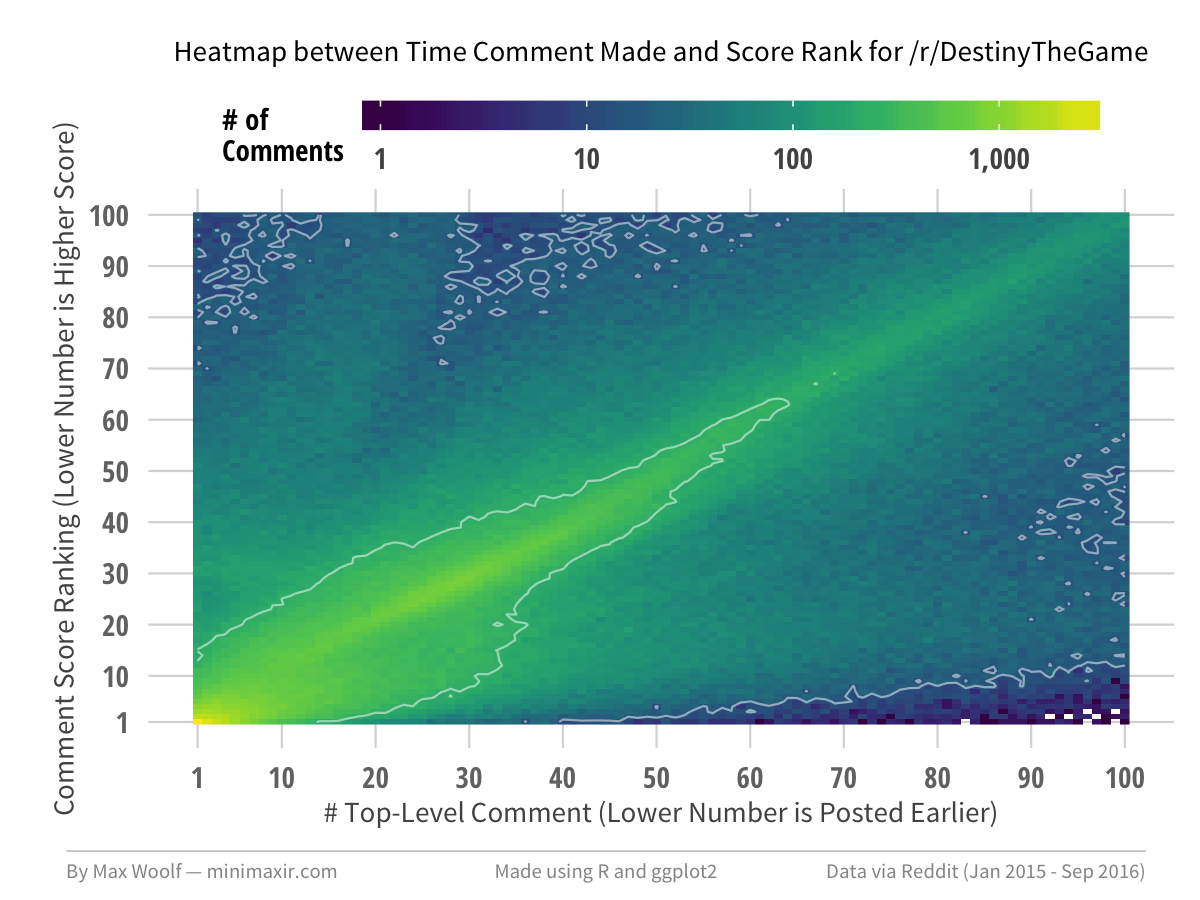 Heatmap between Time Comment Made and Score Rank for /r/DestinyTheGame
# of
Comments
1 10 100 1,000
Comment Score Ranking (Lower Number is Higher Score)
100
90
80
70
60
50
40
30
20
10
1
1 10 20 30 40 50 60 70 80 90 100
# Top-Level Comment (Lower Number is Posted Earlier)
By Max Woolf — minimaxir.com Made using R and ggplot2 Data via Reddit (Jan 2015 - Sep 2016)